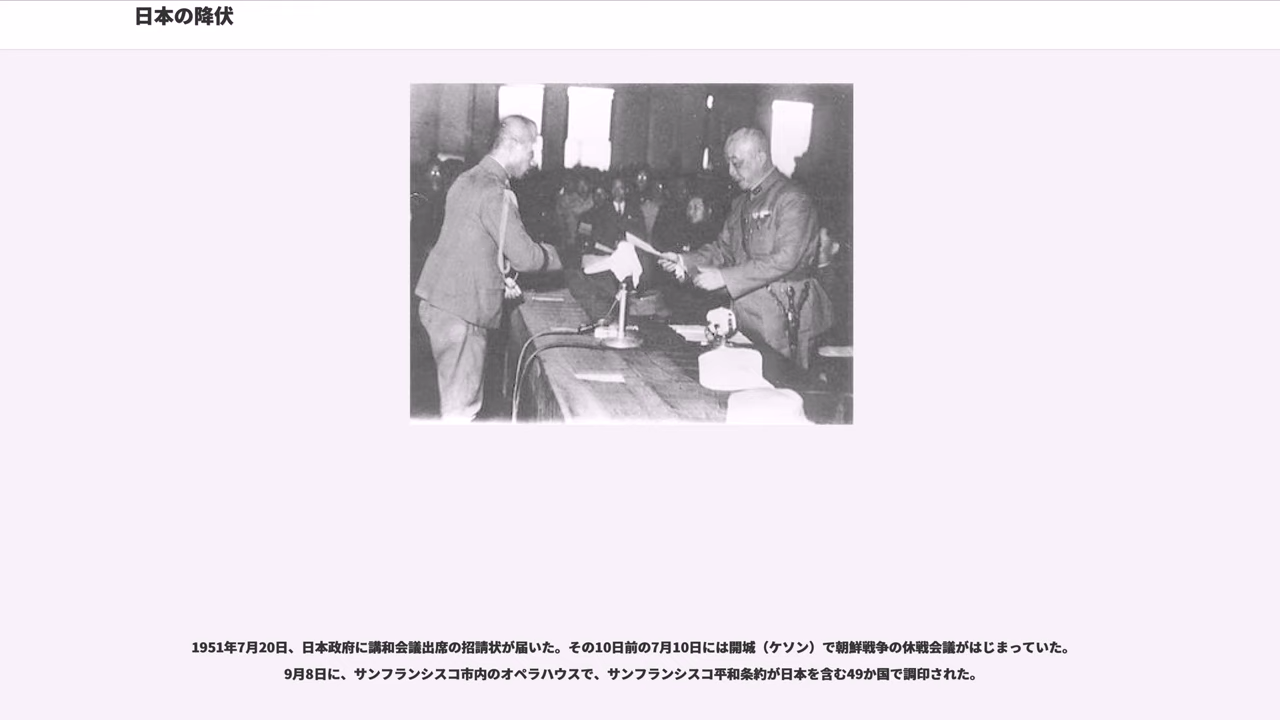 日本の降伏
1951年7月20日、日本政府に講和会議出席の招請状が届いた。その10日前の7月10日には開城（ケソン）で朝鮮戦争の休戦会議がはじまっていた。
9月8日に、サンフランシスコ市内のオペラハウスで、サンフランシスコ平和条約が日本を含む49か国で調印された。